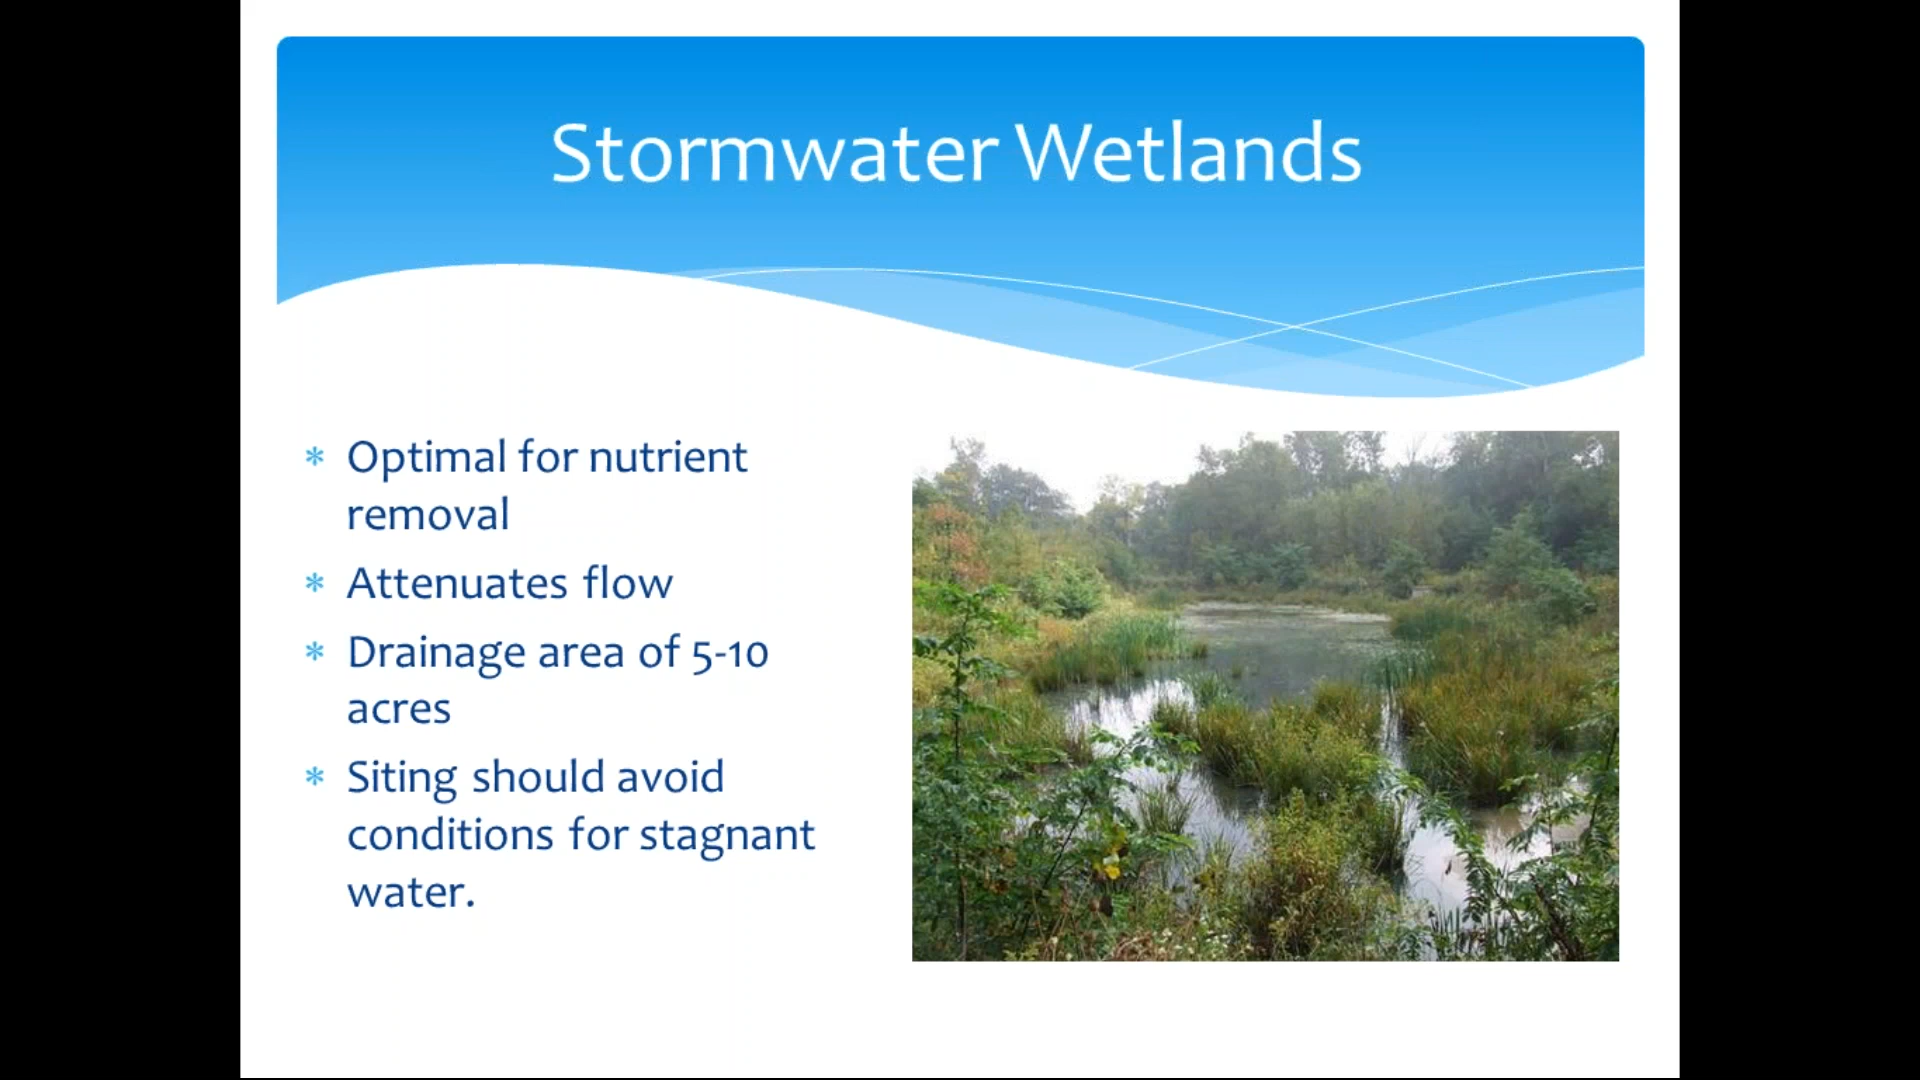 Stormwater Wetlands
* Optimal for nutrient
removal
* Attenuates flow
* Drainage area of 5-10
acres
* Siting should avoid
conditions for stagnant
water.